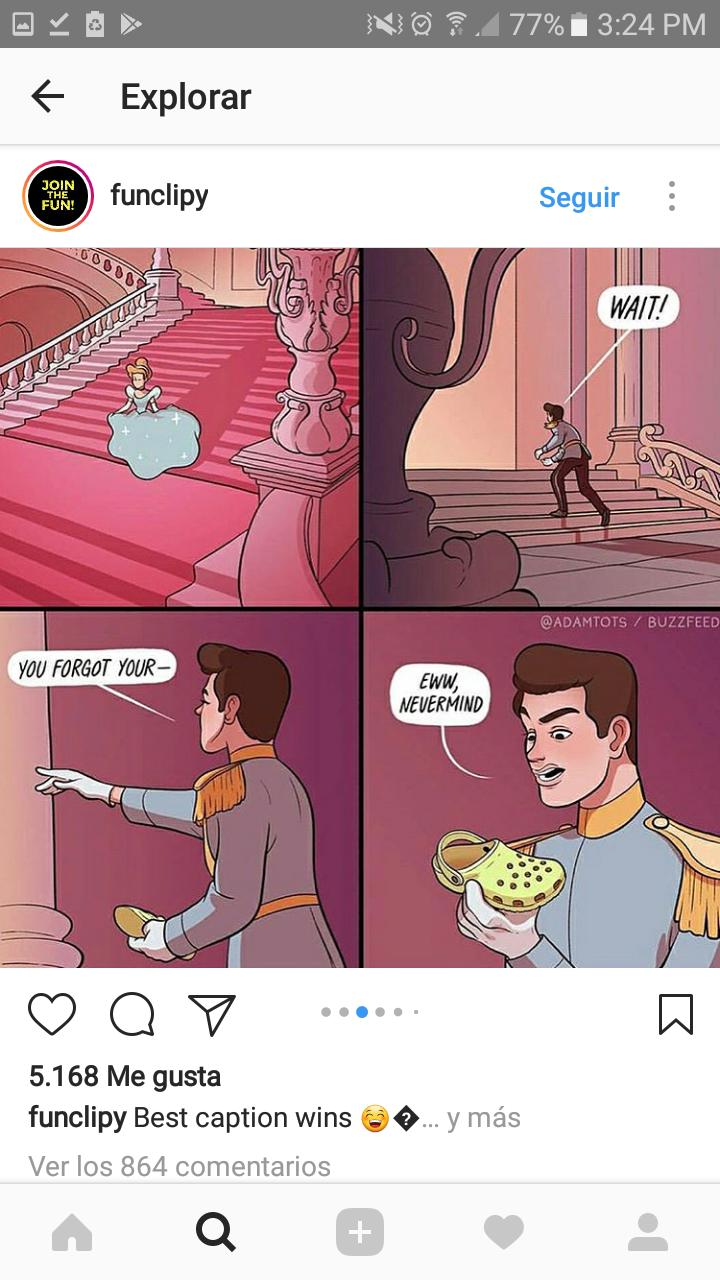 77% 3:24 PM
Explorar
JOIN
THE
FUN!
funclipy
Seguir
WAIT!
@ADAMTOTS / BUZZFEED
YOU FORGOT YOUR—
EWW,
NEVERMIND
5.168 Me gusta
funclipy Best caption wins 😁�... y más
Ver los 864 comentarios